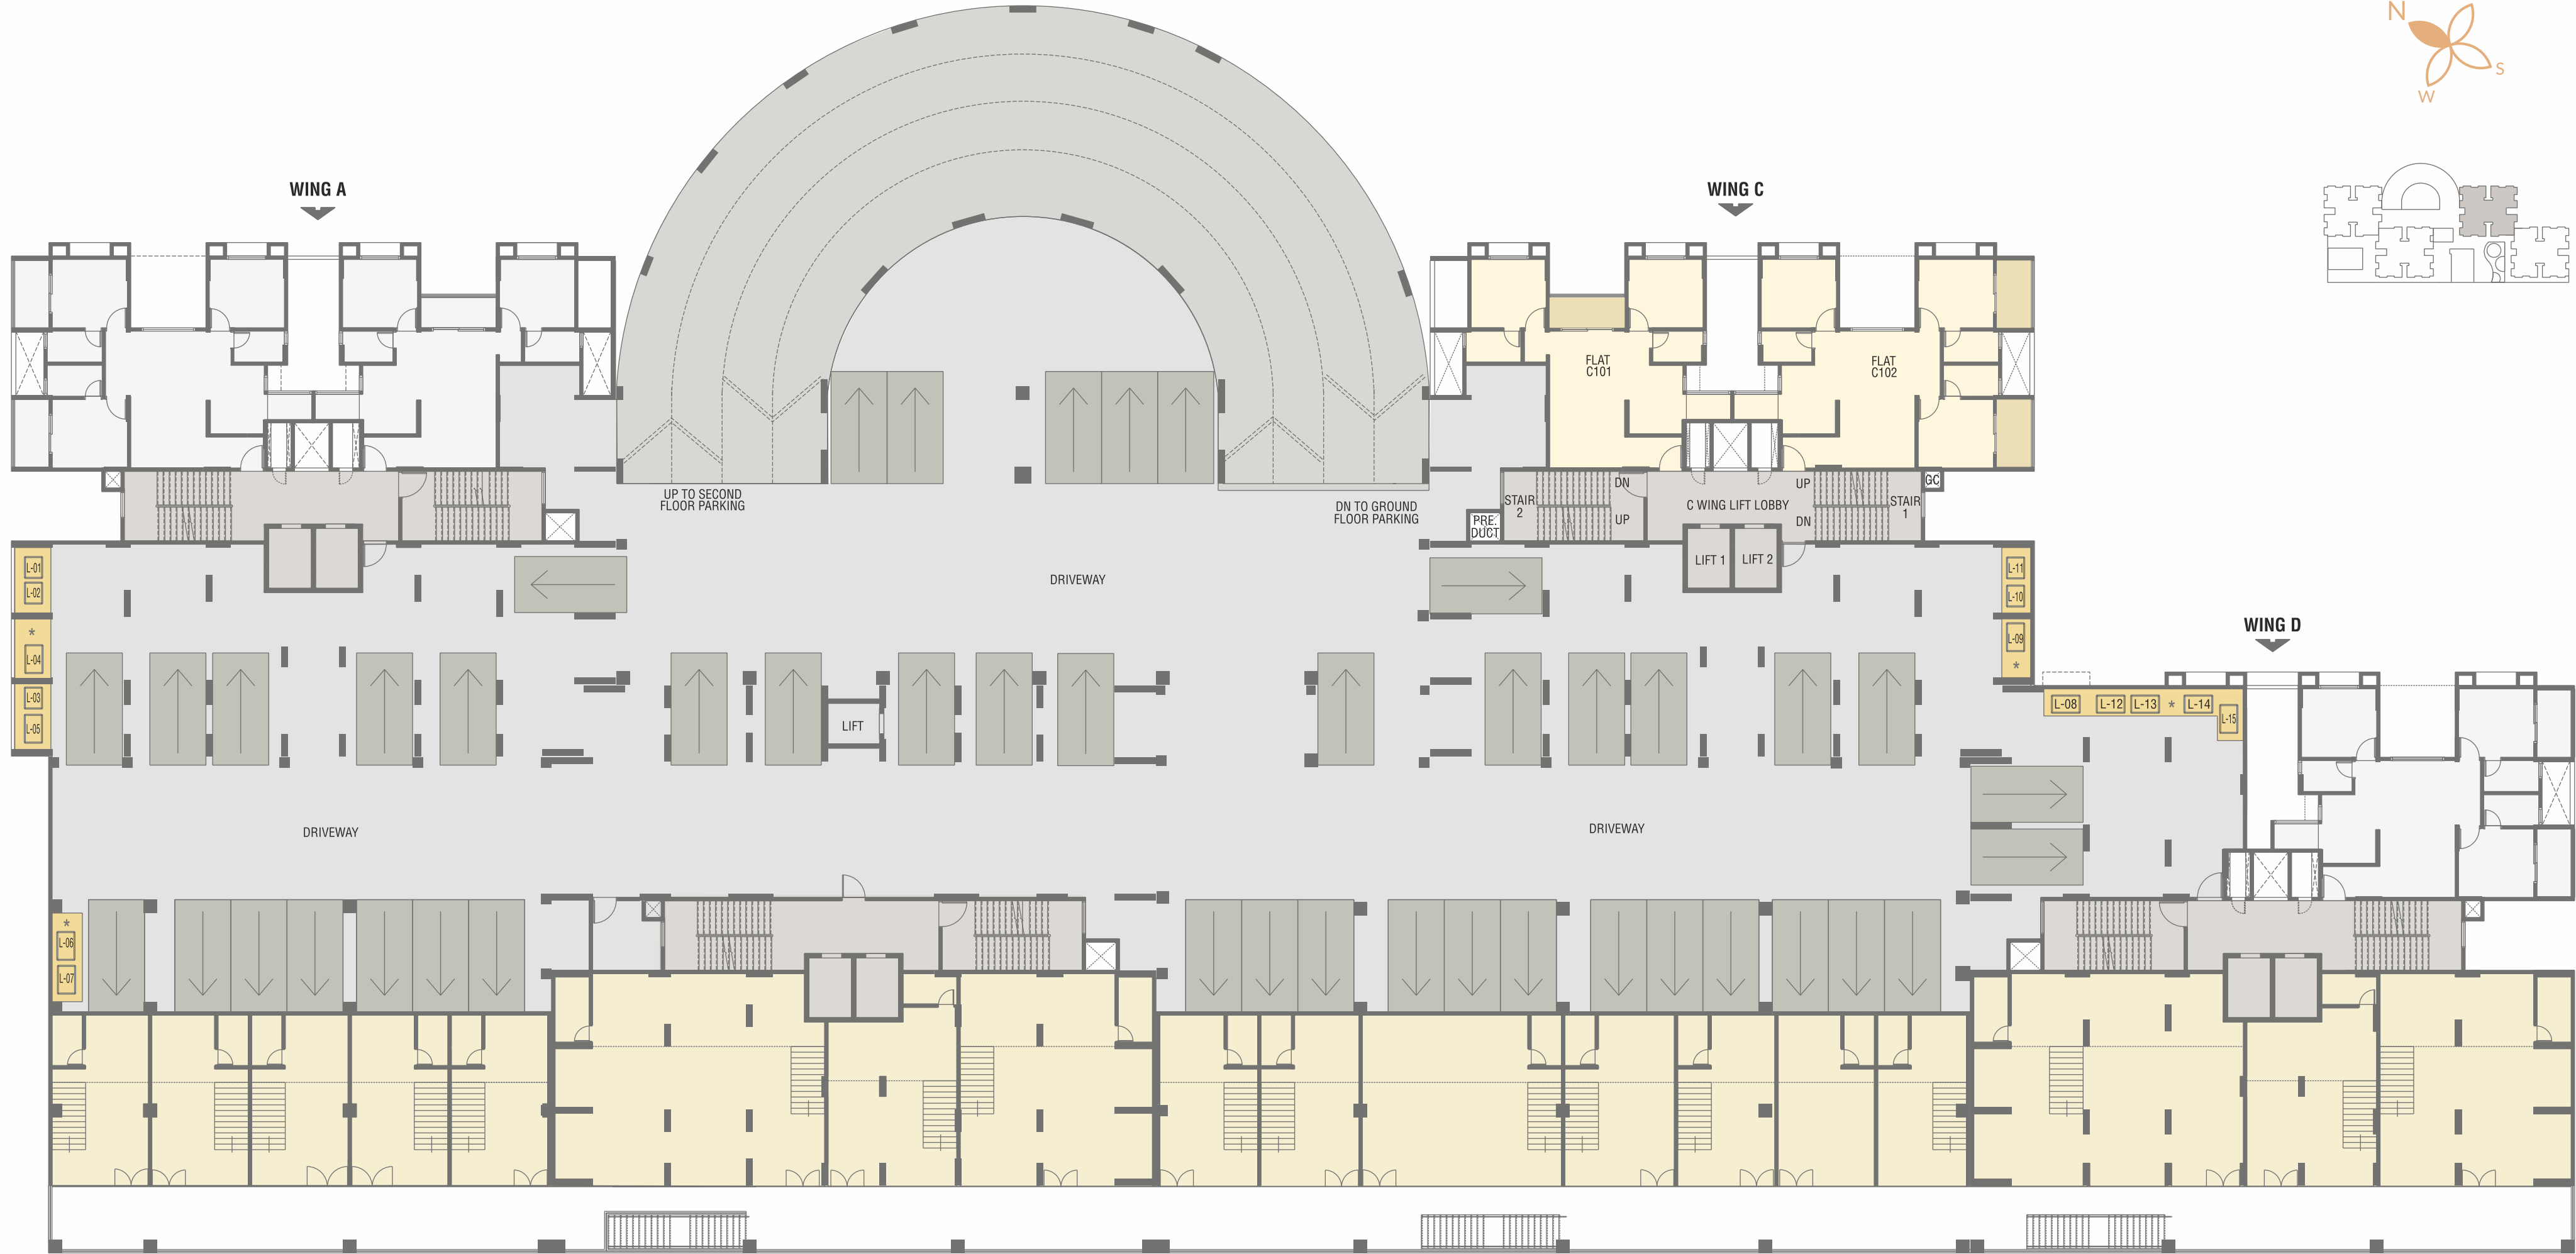 N
S
W
WING A
WING C
FLAT
C101
FLAT
C102
UP TO SECOND
FLOOR PARKING
DN TO GROUND
FLOOR PARKING
STAIR
2
DN
UP
C WING LIFT LOBBY
UP
DN
STAIR
1
GC
PRE.
DUCT
LIFT 1
LIFT 2
DRIVEWAY
L-01
L-02
*
L-04
L-03
L-05
L-11
L-10
L-09
*
WING D
L-08
L-12
L-13
*
L-14
L-15
LIFT
DRIVEWAY
DRIVEWAY
*
L-06
L-07